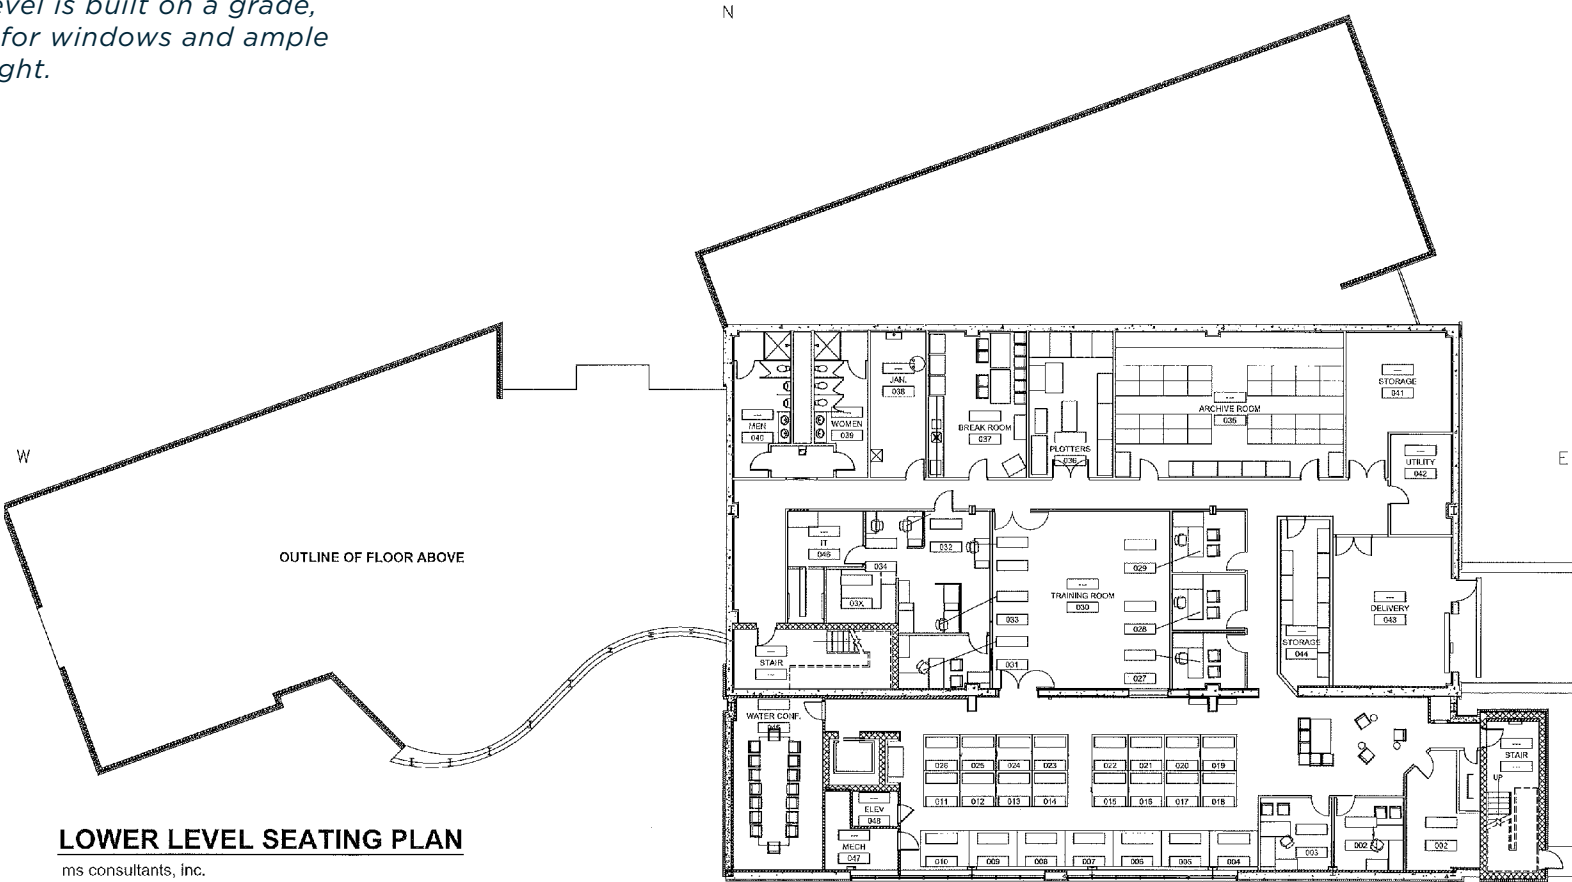 evel is built on a grade,
for windows and ample
ght.
N
W
E
OUTLINE OF FLOOR ABOVE
MEN
040
WOMEN
039
JAN.
038
BREAK ROOM
037
PLOTTERS
036
ARCHIVE ROOM
035
STORAGE
041
UTILITY
042
IT
046
034
032
03X
033
031
TRAINING ROOM
030
029
028
027
STORAGE
044
DELIVERY
043
STAIR
WATER CONF.
ELEV
048
MECH
047
026 025 024 023
022 021 020 019
011 012 013 014
015 016 017 018
010 009 008 007 006 005 004
003
002
002
STAIR
UP
LOWER LEVEL SEATING PLAN
ms consultants, inc.